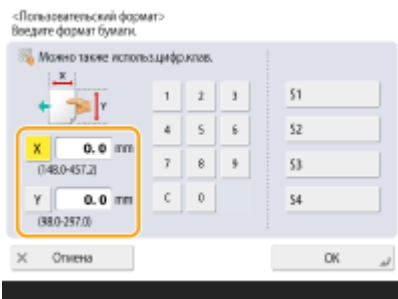 <Пользовательский формат>
Введите формат бумаги.
Можно также использ.цифр.клав.
X
Y
1 2 3
4 5 6
7 8 9
C 0
X 0.0 mm
(148.0-457.2)
Y 0.0 mm
(98.0-297.0)
S1
S2
S3
S4
Отмена
OK